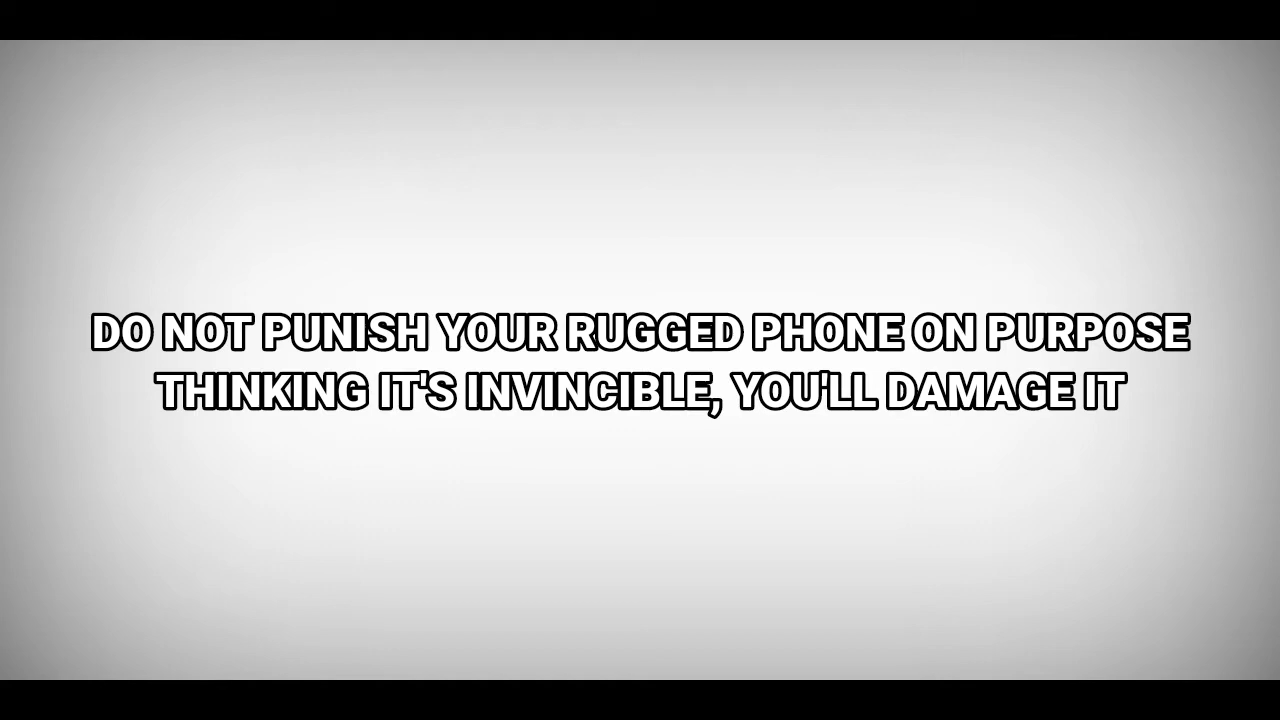 DO NOT PUNISH YOUR RUGGED PHONE ON PURPOSE
THINKING IT'S INVINCIBLE, YOU'LL DAMAGE IT